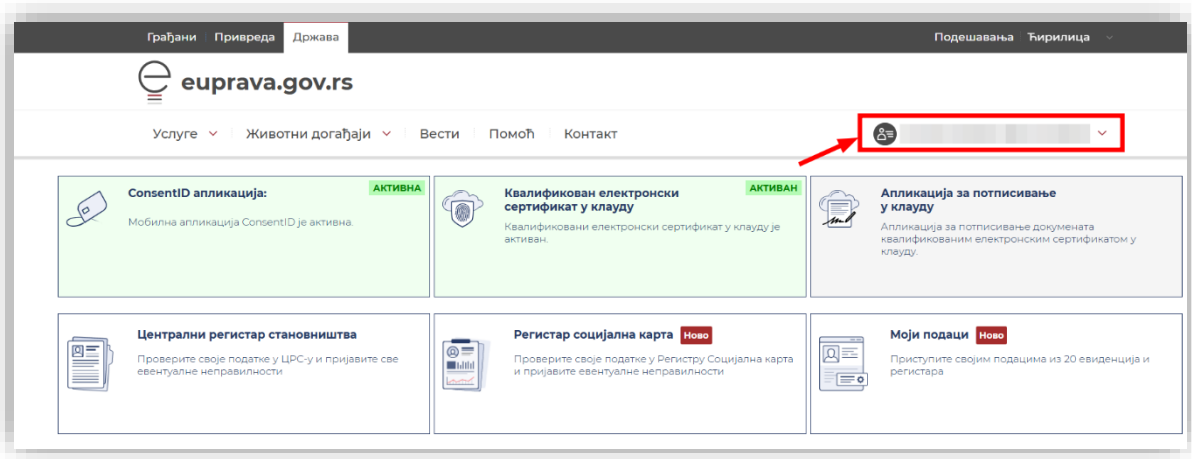 Грађани Привреда Држава Подешавања Ћирилица
euprava.gov.rs
Услуге Животни догађаји Вести Помоћ Контакт
ConsentID апликација: АКТИВНА
Мобилна апликација ConsentID је активна.
Квалификован електронски АКТИВАН
сертификат у клауду
Квалификовани електронски сертификат у клауду је
активан.
Апликација за потписивање
у клауду
Апликација за потписивање докумената
квалификованим електронским сертификатом у
клауду.
Централни регистар становништва
Проверите своје податке у ЦРС-у и пријавите све
евентуалне неправилности
Регистар социјална карта Ново
Проверите своје податке у Регистру Социјална карта
и пријавите евентуалне неправилности
Моји подаци Ново
Приступите својим подацима из 20 евиденција и
регистара